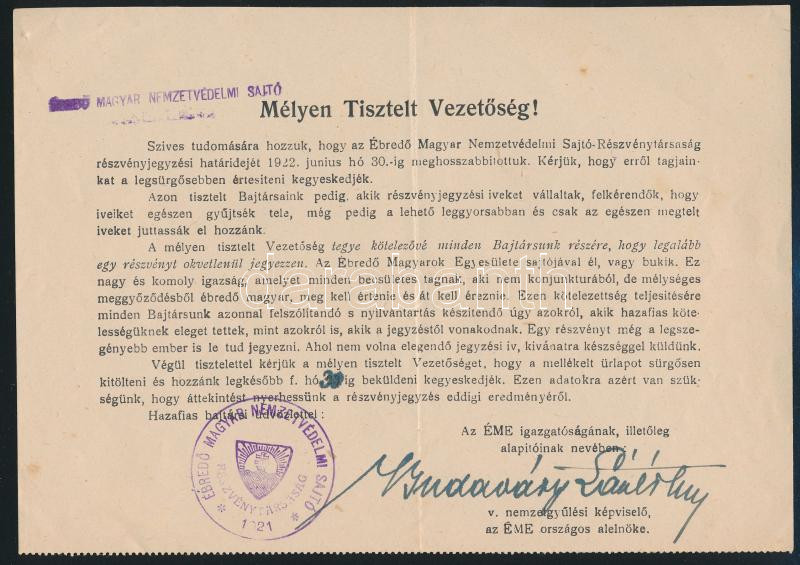 MAGYAR NEMZETVÉDELMI SAJTÓ
Mélyen Tisztelt Vezetőség!
Szives tudomására hozzuk, hogy az Ébredő Magyar Nemzetvédelmi Sajtó-Részvénytársaság
részvényjegyzési határidejét 1922. junius hó 30.-ig meghosszabbitottuk. Kérjük, hogy erről tagjain-
kat a legsürgősebben értesiteni kegyeskedjék.
Azon tisztelt Bajtársaink pedig, akik részvényjegyzési iveket vállaltak, felkérendők, hogy
iveiket egészen gyűjtsék tele, még pedig a lehető leggyorsabban és csak az egészen megtelt
iveket juttassák el hozzánk.
A mélyen tisztelt Vezetőség tegye kötelezővé minden Bajtársunk részére, hogy legalább
egy részvényt okvetlenül jegyezzen. Az Ébredő Magyarok Egyesülete sajtójával él, vagy bukik. Ez
nagy és komoly igazság, amelyet minden bensületes tagnak, aki nem konjunkturából, de mélységes
meggyőződésből ébredő magyar, meg kell értenie és át kell éreznie. Ezen kötelezettség teljesitésére
minden Bajtársunk azonnal felszólitandó s nyilvántartás készitendő úgy azokról, akik hazafias köte-
lességüknek eleget tettek, mint azokról is, akik a jegyzéstől vonakodnak. Egy részvényt még a legsze-
gényebb ember is le tud jegyezni. Ahol nem volna elegendő jegyzési iv, kivánatra készséggel küldünk.
Végül tisztelettel kérjük a mélyen tisztelt Vezetőséget, hogy a mellékelt ürlapot sürgősen
kitölteni és hozzánk legkésőbb f. hó 30 ig beküldeni kegyeskedjék. Ezen adatokra azért van szük-
ségünk, hogy áttekintést nyerhessünk a részvényjegyzés eddigi eredményéről.
Hazafias bajtársi üdvözlettel:
Az ÉME igazgatóságának, illetőleg
alapitóinak nevében:
Budaváry László
v. nemzetgyűlési képviselő,
az ÉME országos alelnöke.
* ÉBREDŐ MAGYAR NEMZETVÉDELMI SAJTÓ *
RÉSZVÉNYTÁRSASÁG
1921
darabanth